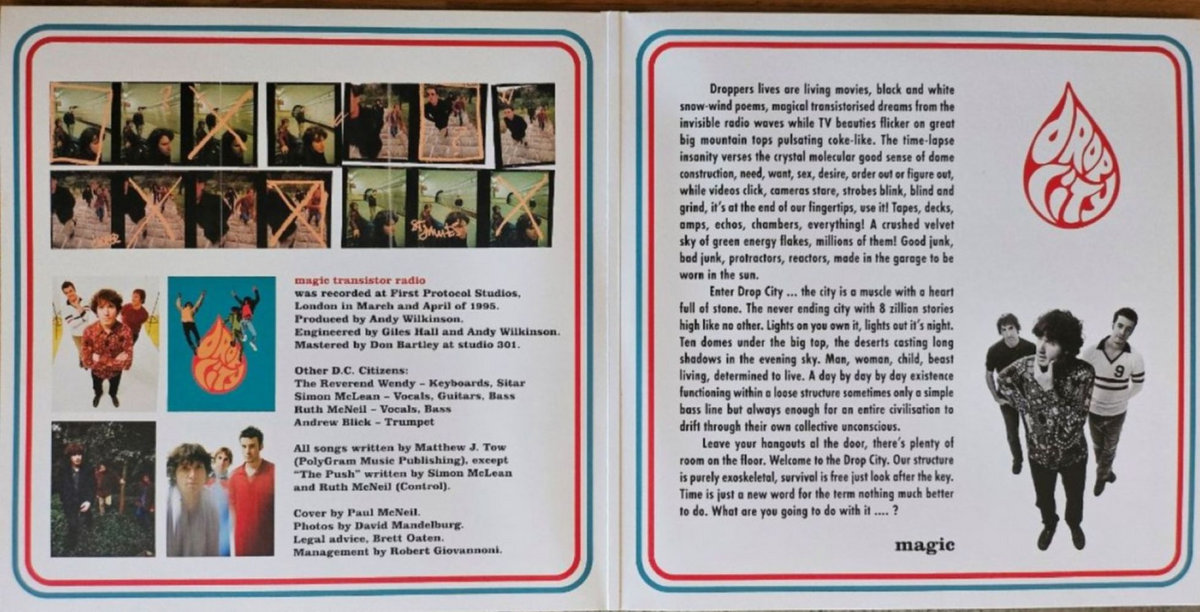 magic transistor radio
was recorded at First Protocol Studios,
London in March and April of 1995.
Produced by Andy Wilkinson.
Engineered by Giles Hall and Andy Wilkinson.
Mastered by Don Bartley at studio 301.
Other D.C. Citizens:
The Reverend Wendy – Keyboards, Sitar
Simon McLean – Vocals, Guitars, Bass
Ruth McNeil – Vocals, Bass
Andrew Blick – Trumpet
All songs written by Matthew J. Tow
(PolyGram Music Publishing), except
"The Push" written by Simon McLean
and Ruth McNeil (Control).
Cover by Paul McNeil.
Photos by David Mandelburg.
Legal advice, Brett Oaten.
Management by Robert Giovannoni.
DROP
CITY
Droppers lives are living movies, black and white
snow-wind poems, magical transistorised dreams from the
invisible radio waves while TV beauties flicker on great
big mountain tops pulsating coke-like. The time-lapse
insanity verses the crystal molecular good sense of dome
construction, need, want, sex, desire, order out or figure out,
while videos click, cameras stare, strobes blink, blind and
grind, it's at the end of our fingertips, use it! Tapes, decks,
amps, echos, chambers, everything! A crushed velvet
sky of green energy flakes, millions of them! Good junk,
bad junk, protractors, reactors, made in the garage to be
worn in the sun.
Enter Drop City ... the city is a muscle with a heart
full of stone. The never ending city with 8 zillion stories
high like no other. Lights on you own it, lights out it's night.
Ten domes under the big top, the deserts casting long
shadows in the evening sky. Man, woman, child, beast
living, determined to live. A day by day by day existence
functioning within a loose structure sometimes only a simple
bass line but always enough for an entire civilisation to
drift through their own collective unconscious.
Leave your hangouts al the door, there's plenty of
room on the floor. Welcome to the Drop City. Our structure
is purely exoskeletal, survival is free just look after the key.
Time is just a new word for the term nothing much better
to do. What are you going to do with it .... ?
magic
DROP
CITY
9